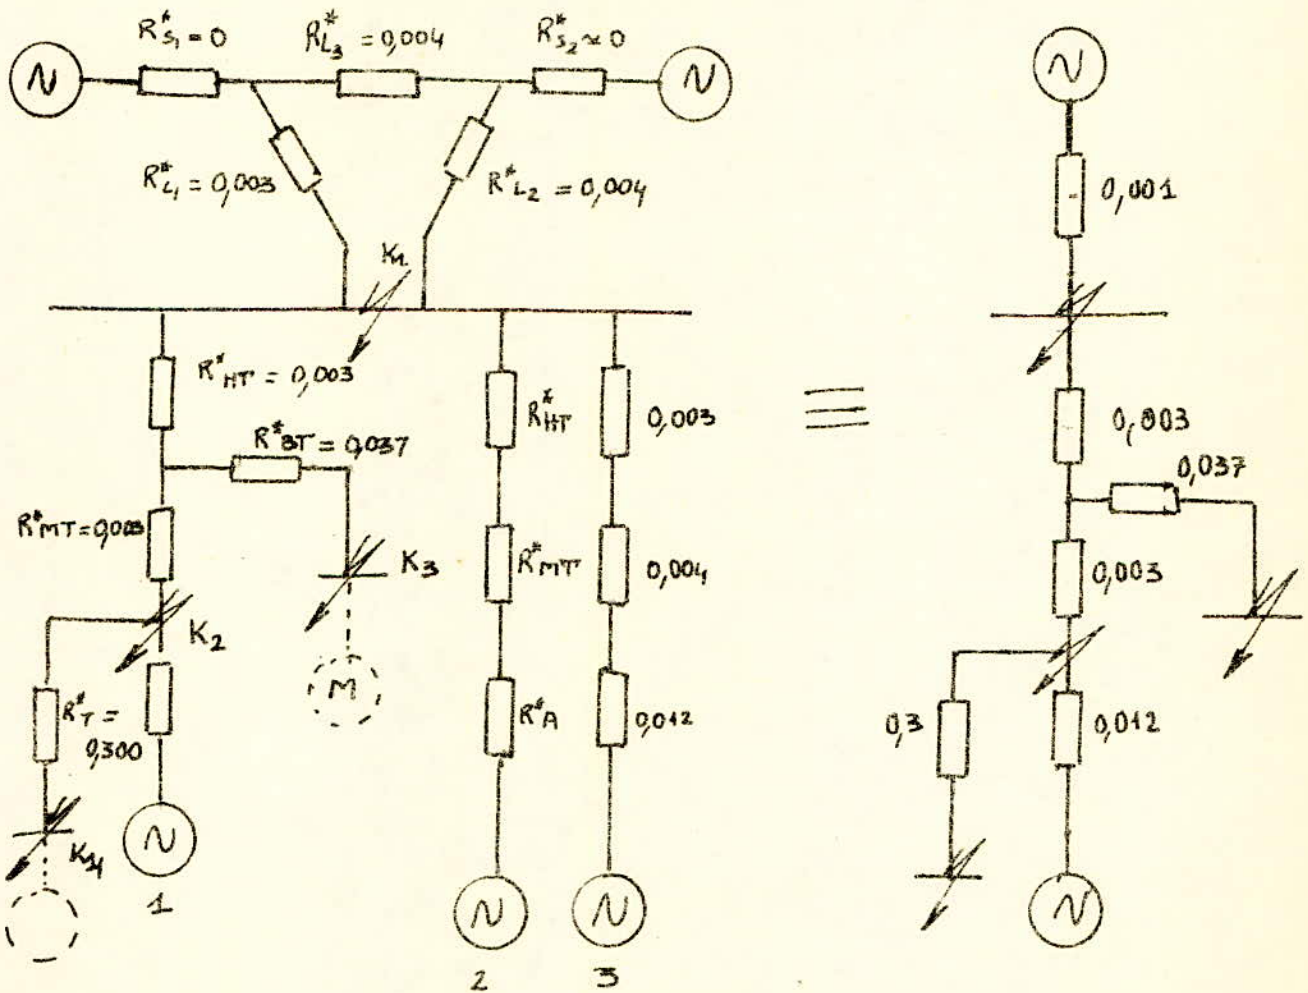 R*S1 = 0
R*L3 = 0,004
R*S2 ≈ 0
N
N
R*L1 = 0,003
R*L2 = 0,004
K1
R*HT = 0,003
R*BT = 0,037
R*MT = 0,003
K3
K2
M
R*T =
0,300
K4
N
1
R*HT
R*MT
R*A
N
2
0,003
0,004
0,012
N
3
≡
N
0,001
0,003
0,037
0,003
0,3
0,012
N